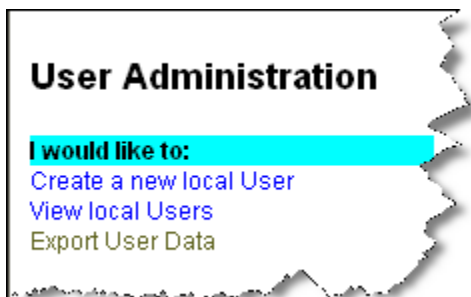 User Administration
I would like to:
Create a new local User
View local Users
Export User Data